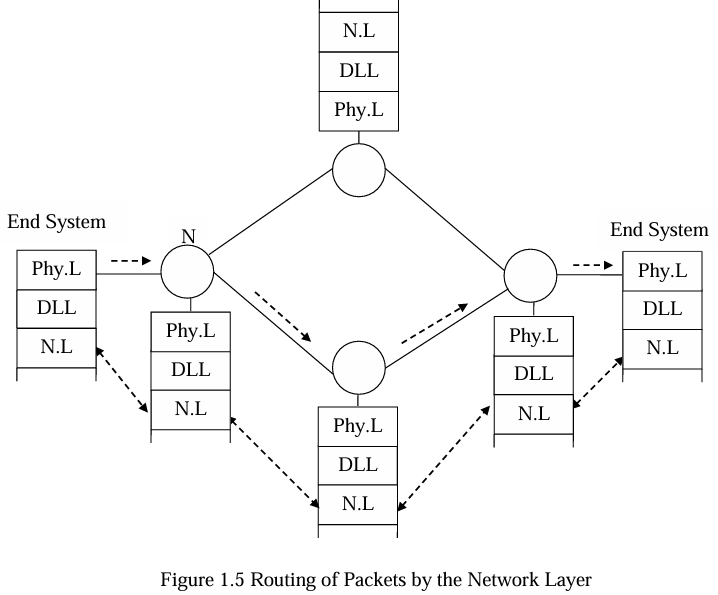 N.L
DLL
Phy.L
End System
Phy.L
DLL
N.L
N
Phy.L
DLL
N.L
Phy.L
DLL
N.L
Phy.L
DLL
N.L
End System
Phy.L
DLL
N.L
Figure 1.5 Routing of Packets by the Network Layer